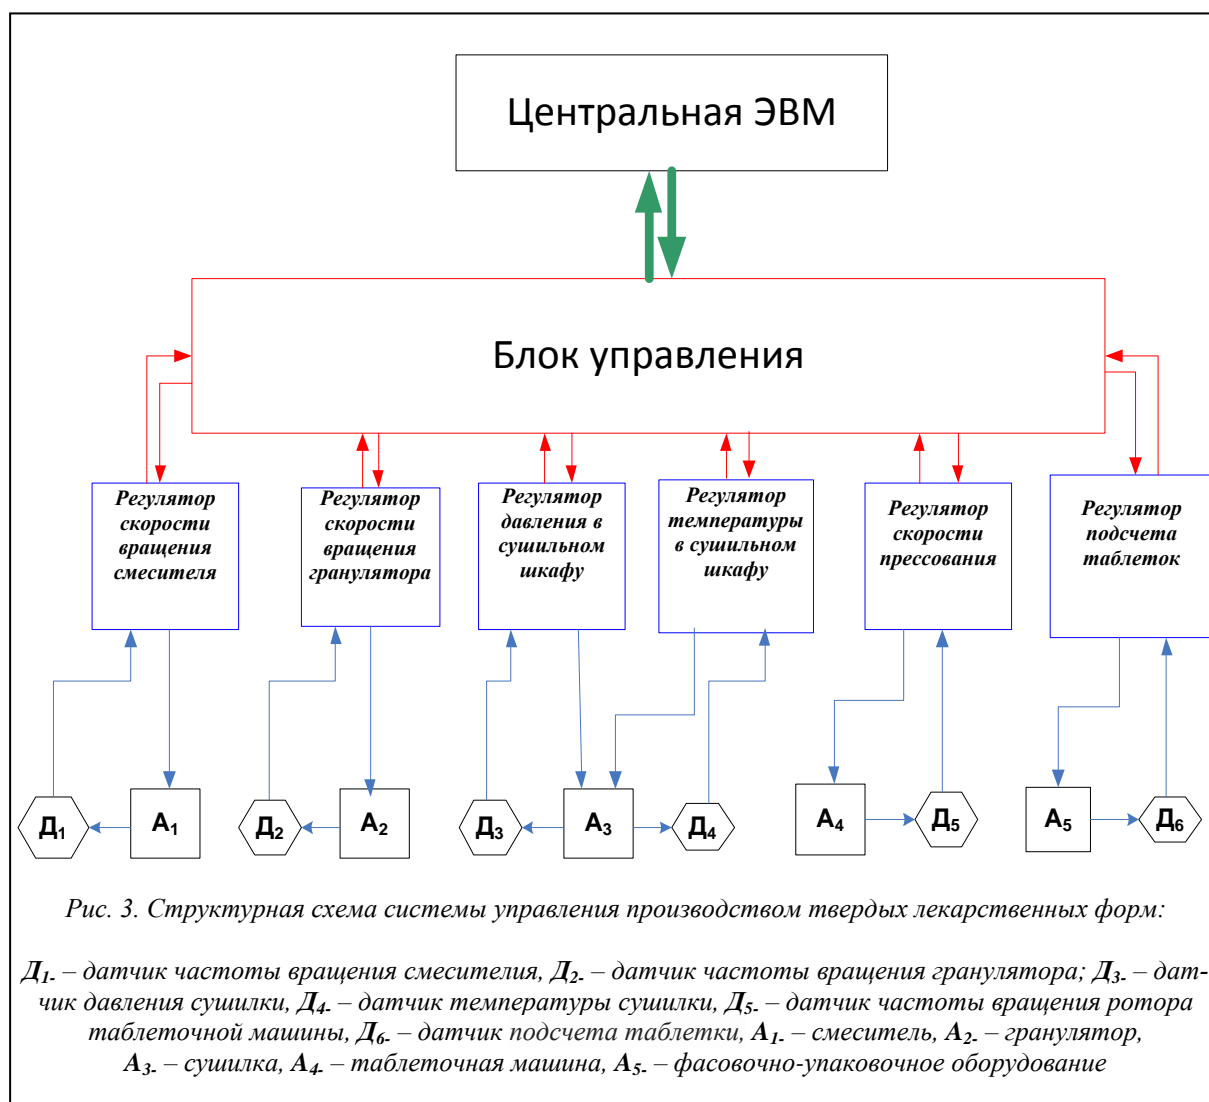 Центральная ЭВМ
Блок управления
Регулятор
скорости
вращения
смесителя
Регулятор
скорости
вращения
гранулятора
Регулятор
давления в
сушильном
шкафу
Регулятор
температуры
в сушильном
шкафу
Регулятор
скорости
прессования
Регулятор
подсчета
таблеток
Д1
А1
Д2
А2
Д3
А3
Д4
А4
Д5
А5
Д6
Рис. 3. Структурная схема системы управления производством твердых лекарственных форм:
Д1- – датчик частоты вращения смесителия, Д2- – датчик частоты вращения гранулятора; Д3- – дат-
чик давления сушилки, Д4- – датчик температуры сушилки, Д5- – датчик частоты вращения ротора
таблеточной машины, Д6- – датчик подсчета таблетки, А1- – смеситель, А2- – гранулятор,
А3- – сушилка, А4- – таблеточная машина, А5- – фасовочно-упаковочное оборудование